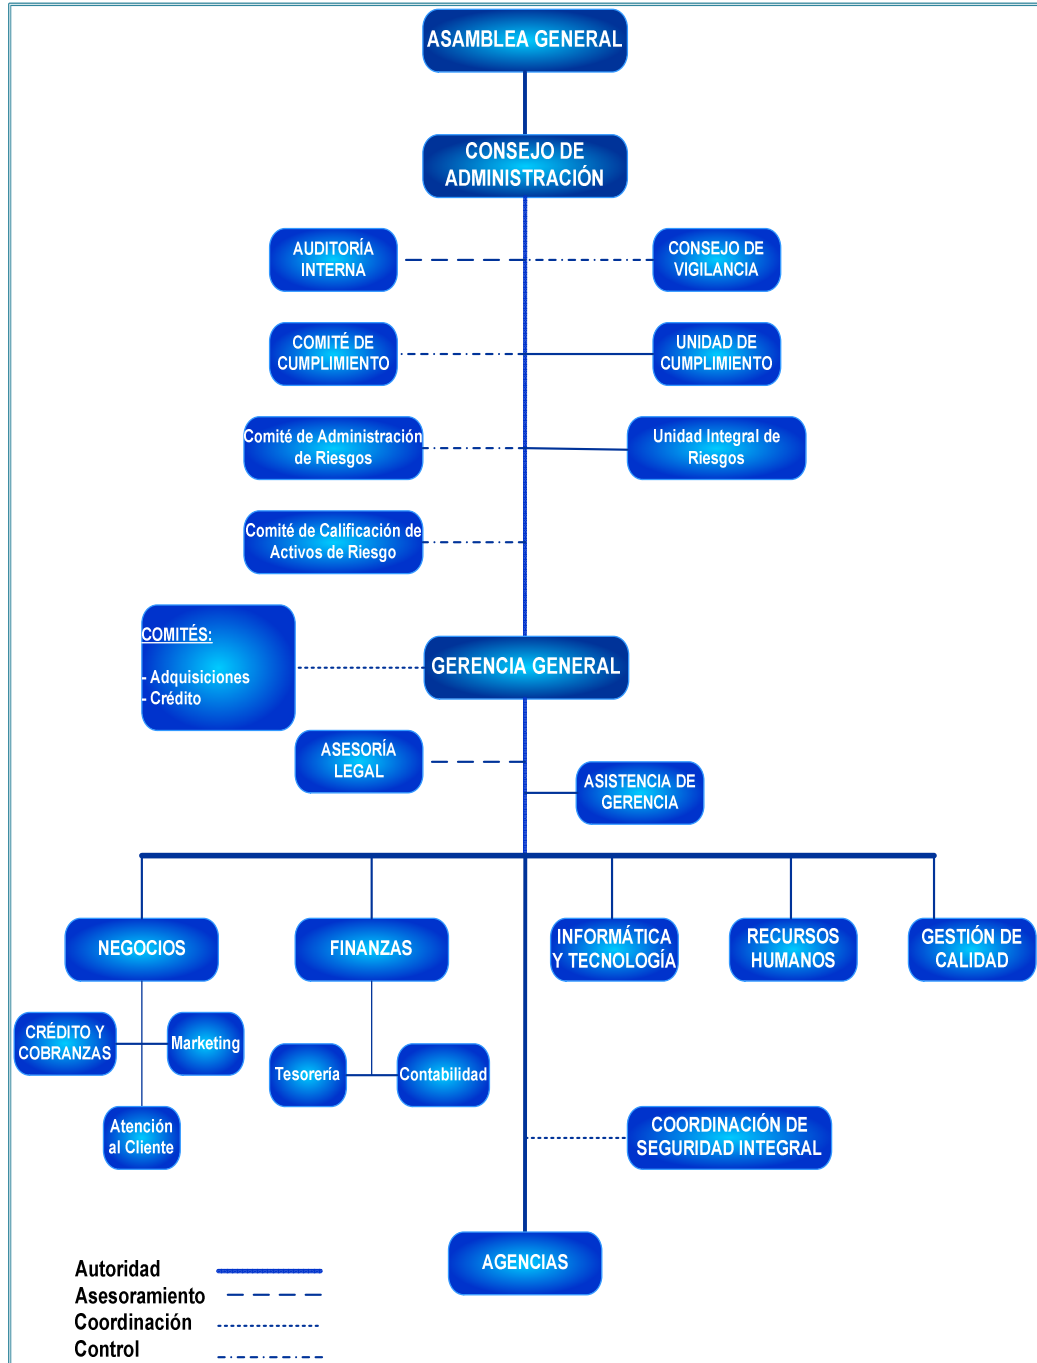 ASAMBLEA GENERAL
CONSEJO DE
ADMINISTRACIÓN
AUDITORÍA
INTERNA
CONSEJO DE
VIGILANCIA
COMITÉ DE
CUMPLIMIENTO
UNIDAD DE
CUMPLIMIENTO
Comité de Administración
de Riesgos
Unidad Integral de
Riesgos
Comité de Calificación de
Activos de Riesgo
COMITÉS:
- Adquisiciones
- Crédito
GERENCIA GENERAL
ASESORÍA
LEGAL
ASISTENCIA DE
GERENCIA
NEGOCIOS
FINANZAS
INFORMÁTICA
Y TECNOLOGÍA
RECURSOS
HUMANOS
GESTIÓN DE
CALIDAD
CRÉDITO Y
COBRANZAS
Marketing
Tesorería
Contabilidad
Atención
al Cliente
COORDINACIÓN DE
SEGURIDAD INTEGRAL
AGENCIAS
Autoridad
Asesoramiento
Coordinación
Control